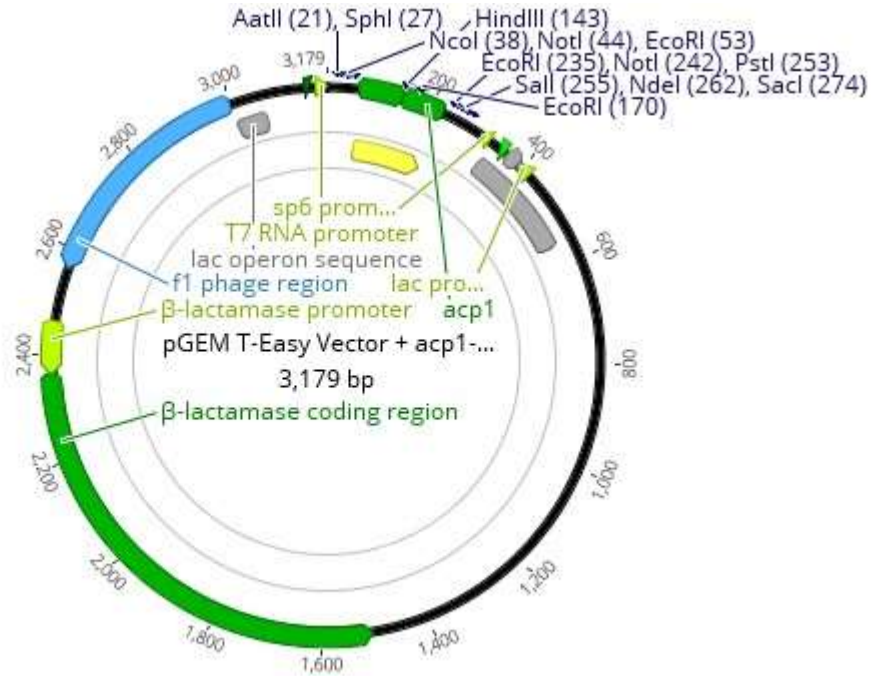 AatII (21), SphI (27)
HindIII (143)
NcoI (38), NotI (44), EcoRI (53)
EcoRI (235), NotI (242), PstI (253)
SalI (255), NdeI (262), SacI (274)
EcoRI (170)
3,179
200
400
600
800
1,000
1,200
1,400
1,600
1,800
2,000
2,200
2,400
2,600
2,800
3,000
sp6 prom...
T7 RNA promoter
lac operon sequence
f1 phage region
lac pro...
β-lactamase promoter
acp1
pGEM T-Easy Vector + acp1-...
3,179 bp
β-lactamase coding region